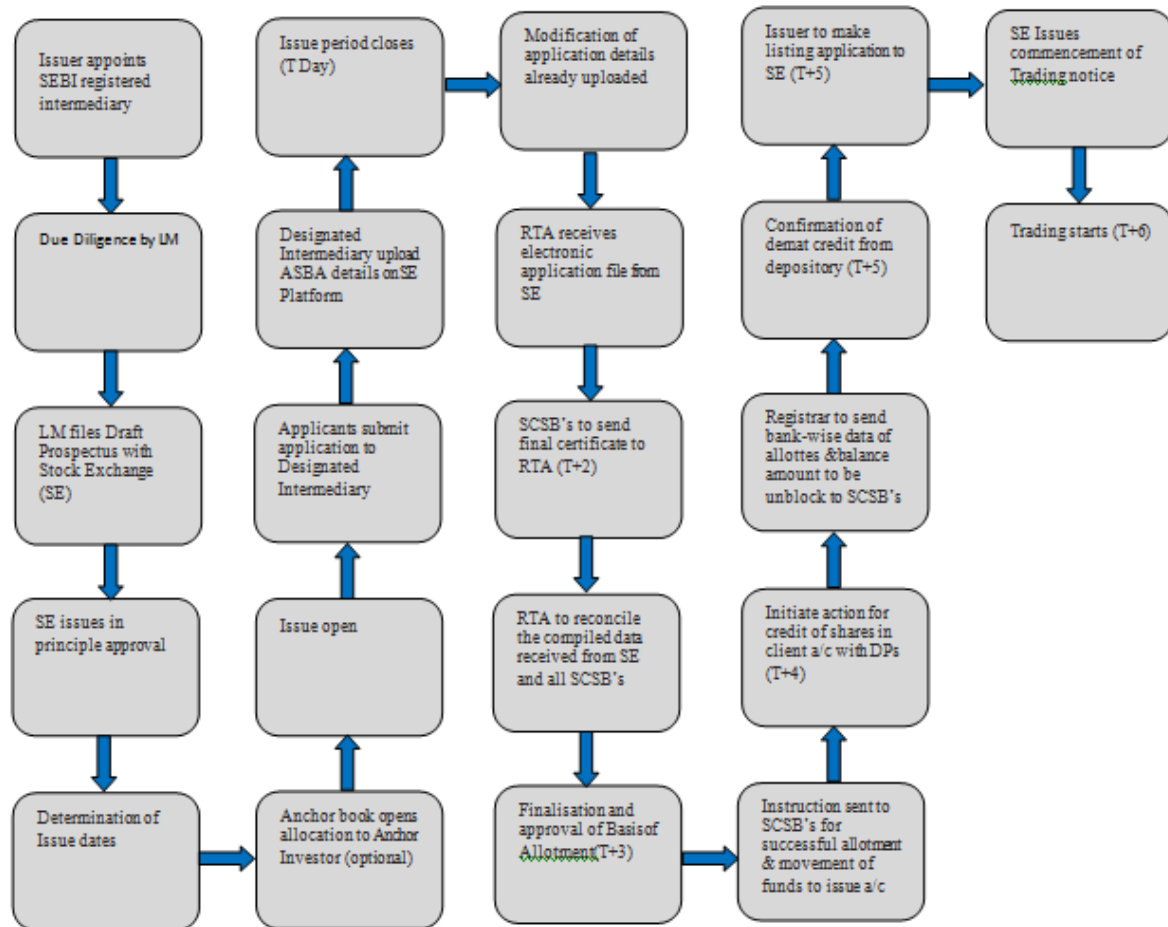 Issuer appoints
SEBI registered
intermediary
Due Diligence by LM
LM files Draft
Prospectus with
Stock Exchange
(SE)
SE issues in
principle approval
Determination of
Issue dates
Anchor book opens
allocation to Anchor
Investor (optional)
Issue open
Applicants submit
application to
Designated
Intermediary
Designated
Intermediary upload
ASBA details on SE
Platform
Issue period closes
(T Day)
Modification of
application details
already uploaded
RTA receives
electronic
application file from
SE
SCSB's to send
final certificate to
RTA (T+2)
RTA to reconcile
the compiled data
received from SE
and all SCSB's
Finalisation and
approval of Basis of
Allotment(T+3)
Instruction sent to
SCSB's for
successful allotment
& movement of
funds to issue a/c
Initiate action for
credit of shares in
client a/c with DPs
(T+4)
Registrar to send
bank-wise data of
allottes &balance
amount to be
unblock to SCSB's
Confirmation of
demat credit from
depository (T+5)
Issuer to make
listing application to
SE (T+5)
SE Issues
commencement of
Trading notice
Trading starts (T+6)